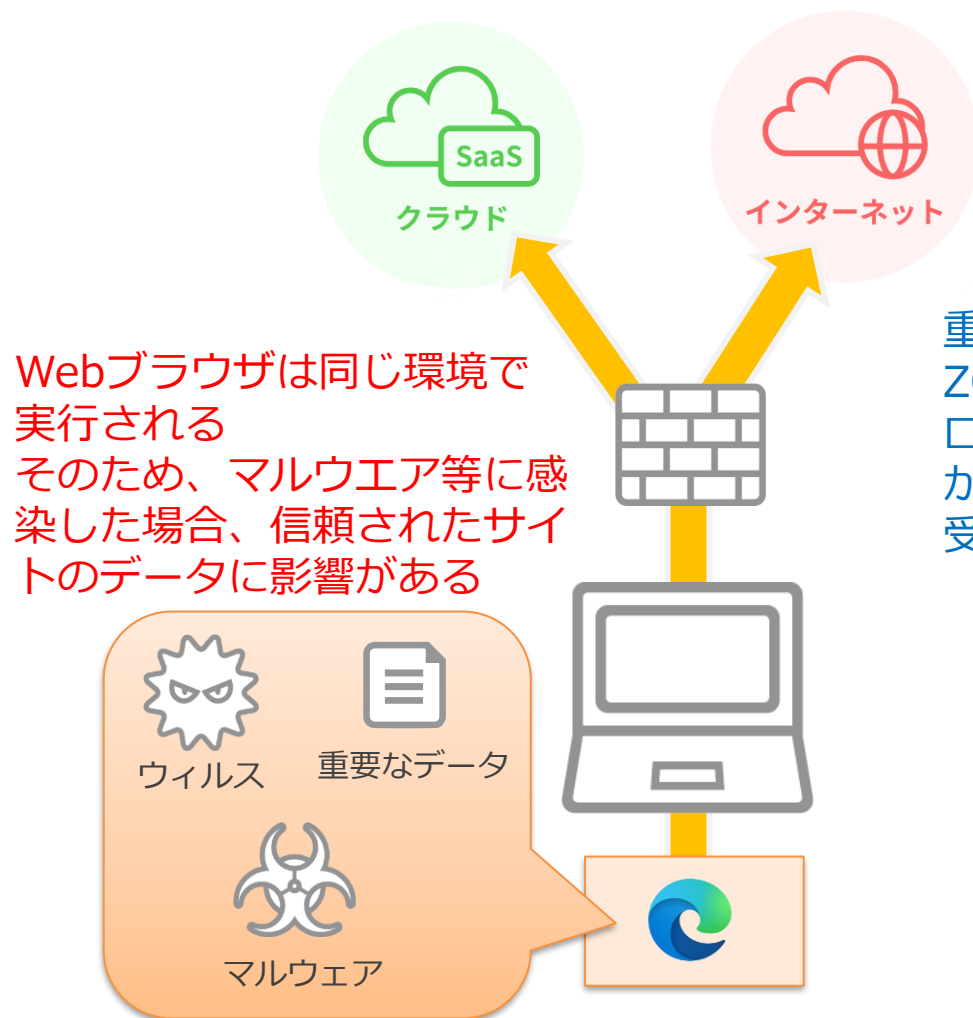 SaaS
クラウド
インターネット
Webブラウザは同じ環境で
実行される
そのため、マルウエア等に感
染した場合、信頼されたサイ
トのデータに影響がある
重
ロ
か
受
ウィルス
重要なデータ
マルウェア